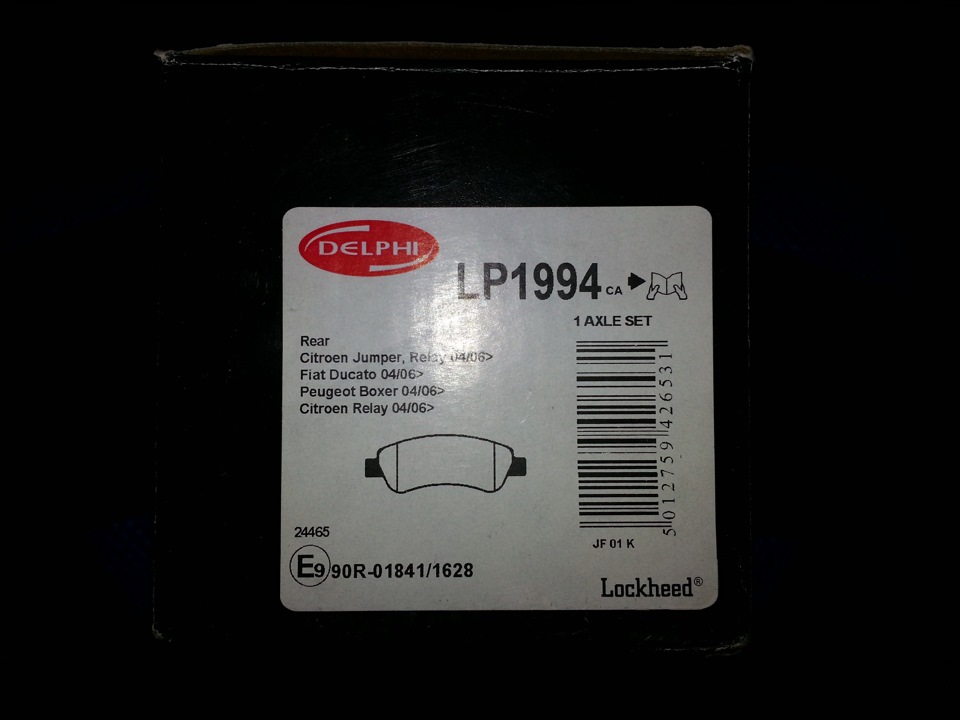 DELPHI
LP1994 CA
1 AXLE SET
Rear
Citroen Jumper, Relay 04/06>
Fiat Ducato 04/06>
Peugeot Boxer 04/06>
Citroen Relay 04/06>
5012759426531
24465
JF 01 K
E9 90R-01841/1628
Lockheed®